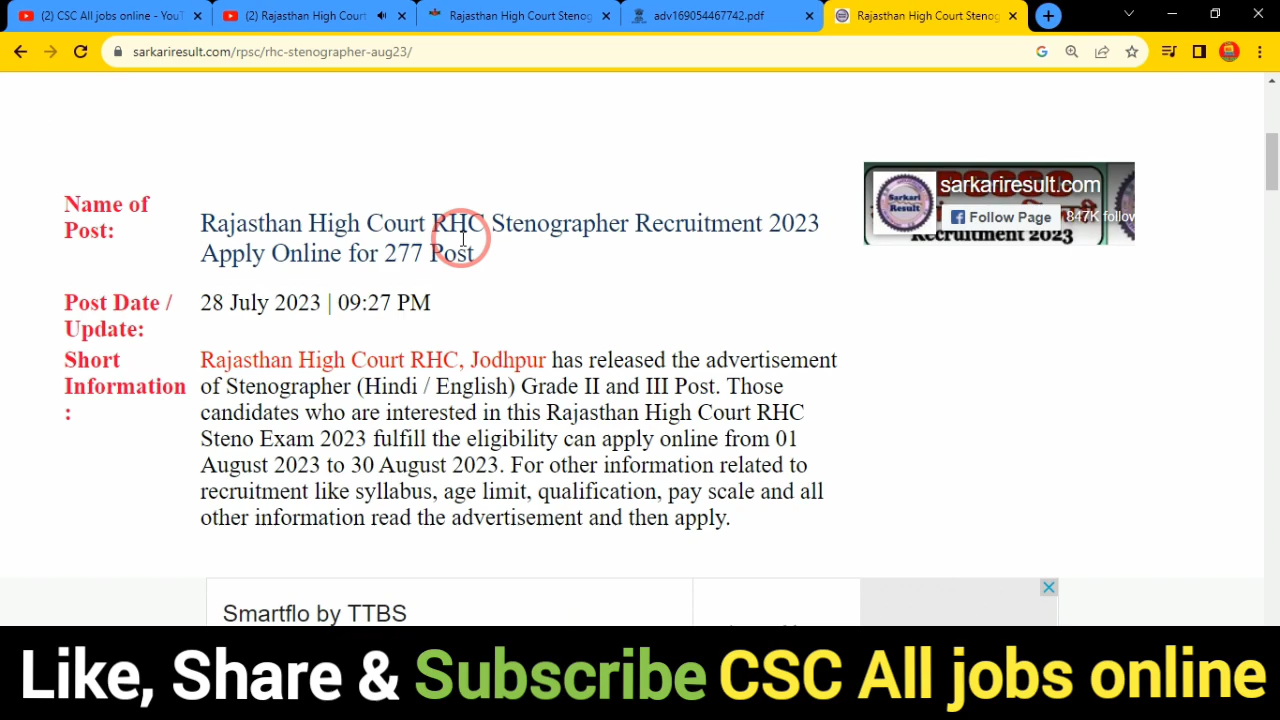 (2) CSC All jobs online - YouT
(2) Rajasthan High Court
Rajasthan High Court Stenog
adv169054467742.pdf
Rajasthan High Court Stenog
sarkariresult.com/rpsc/rhc-stenographer-aug23/
Name of
Post:
Rajasthan High Court RHC Stenographer Recruitment 2023
Apply Online for 277 Post
sarkariresult.com
Sarkari
Result
Follow Page
847K follow
Recruitment 2023
Post Date /
Update:
28 July 2023 | 09:27 PM
Short
Information
:
Rajasthan High Court RHC, Jodhpur has released the advertisement
of Stenographer (Hindi / English) Grade II and III Post. Those
candidates who are interested in this Rajasthan High Court RHC
Steno Exam 2023 fulfill the eligibility can apply online from 01
August 2023 to 30 August 2023. For other information related to
recruitment like syllabus, age limit, qualification, pay scale and all
other information read the advertisement and then apply.
Smartflo by TTBS
Like, Share & Subscribe CSC All jobs online